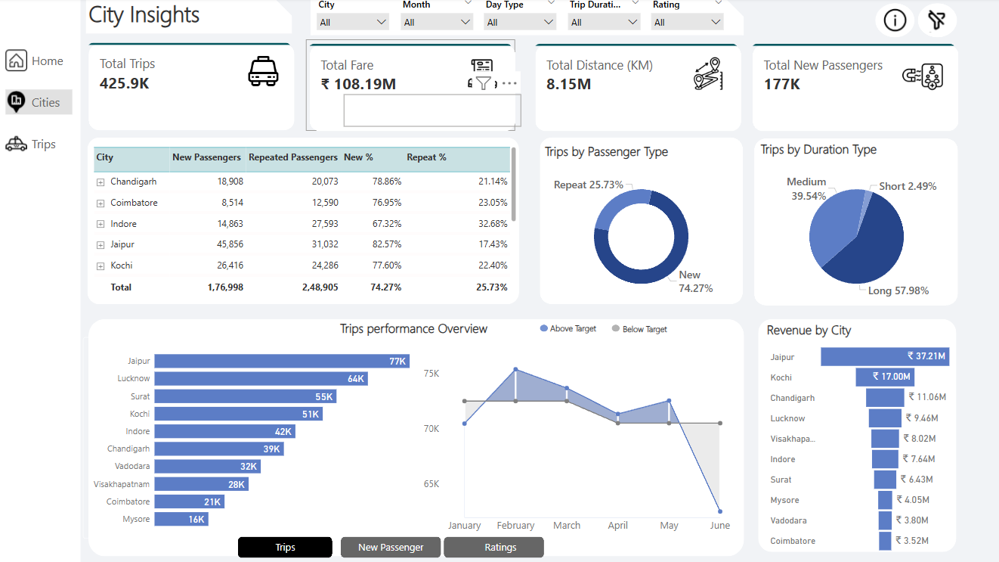 City Insights
City
Month
Day Type
Trip Durati...
Rating
All
All
All
All
All
Home
Cities
Trips
Total Trips
425.9K
Total Fare
₹ 108.19M
Total Distance (KM)
8.15M
Total New Passengers
177K
City New Passengers Repeated Passengers New % Repeat %
Chandigarh 18,908 20,073 78.86% 21.14%
Coimbatore 8,514 12,590 76.95% 23.05%
Indore 14,863 27,593 67.32% 32.68%
Jaipur 45,856 31,032 82.57% 17.43%
Kochi 26,416 24,286 77.60% 22.40%
Total 1,76,998 2,48,905 74.27% 25.73%
Trips by Passenger Type
Repeat 25.73%
New
74.27%
Trips by Duration Type
Medium
39.54%
Short 2.49%
Long 57.98%
Trips performance Overview
Above Target
Below Target
Jaipur 77K
Lucknow 64K
Surat 55K
Kochi 51K
Indore 42K
Chandigarh 39K
Vadodara 32K
Visakhapatnam 28K
Coimbatore 21K
Mysore 16K
75K
70K
65K
January February March April May June
Trips
New Passenger
Ratings
Revenue by City
Jaipur ₹ 37.21M
Kochi ₹ 17.00M
Chandigarh ₹ 11.06M
Lucknow ₹ 9.46M
Visakhapa... ₹ 8.02M
Indore ₹ 7.64M
Surat ₹ 6.43M
Mysore ₹ 4.05M
Vadodara ₹ 3.80M
Coimbatore ₹ 3.52M